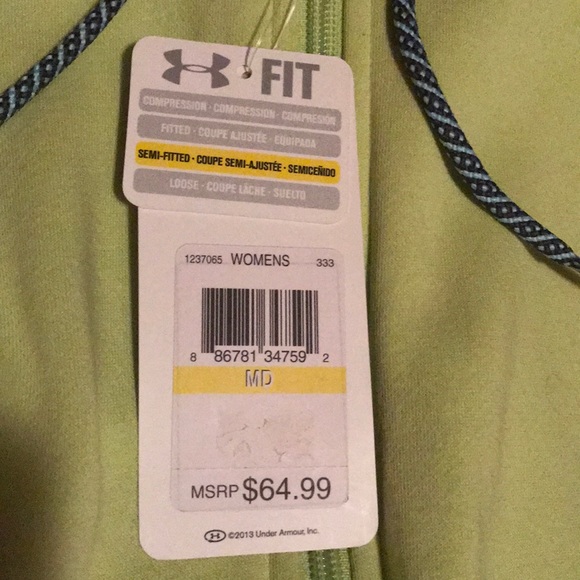 FIT
COMPRESSION · COMPRESSION · COMPRESIÓN
FITTED · COUPE AJUSTÉE · EQUIPADA
SEMI-FITTED · COUPE SEMI-AJUSTÉE · SEMICEÑIDO
LOOSE · COUPE LÂCHE · SUELTO
1237065 WOMENS 333
8 86781 34759 2
MD
MSRP $64.99
©2013 Under Armour, Inc.